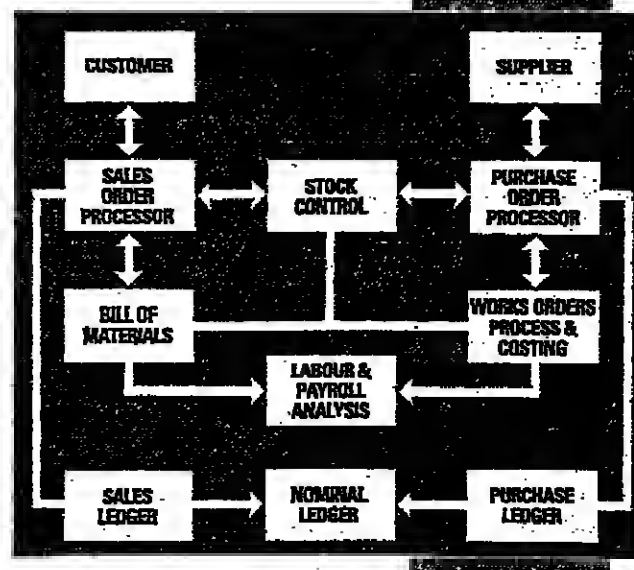 CUSTOMER
SUPPLIER
SALES
ORDER
PROCESSOR
STOCK
CONTROL
PURCHASE
ORDER
PROCESSOR
BILL OF
MATERIALS
WORKS ORDERS
PROCESS &
COSTING
LABOUR &
PAYROLL
ANALYSIS
SALES
LEDGER
NOMINAL
LEDGER
PURCHASE
LEDGER